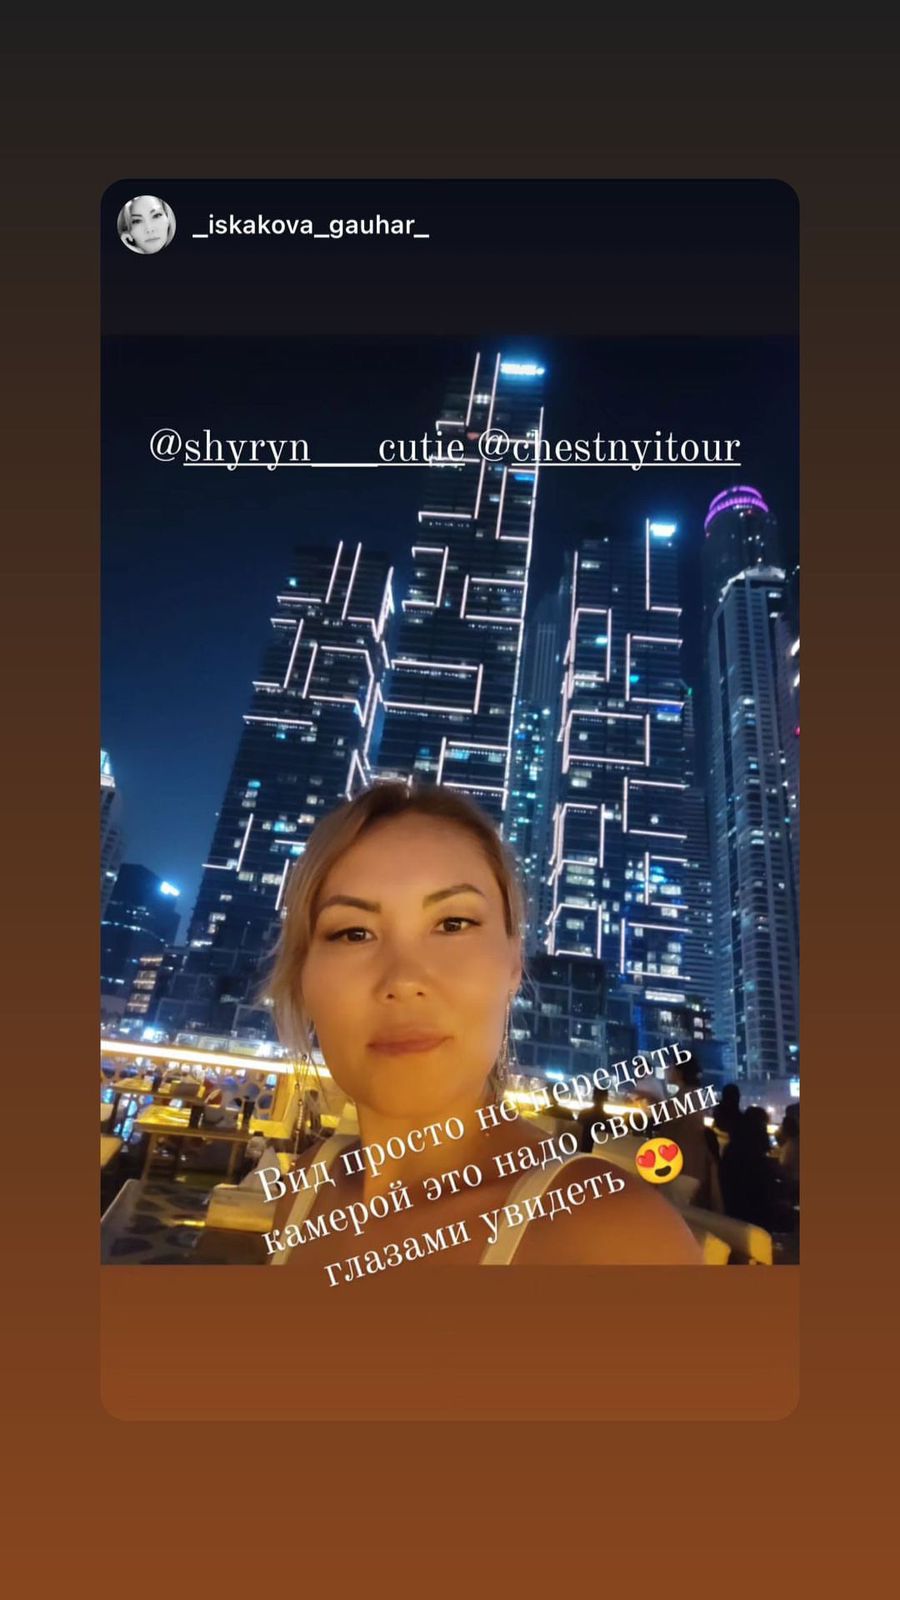 _iskakova_gauhar_
@shyryn___cutie @chestnyitour
Вид просто не передать
камерой это надо своими
глазами увидеть 😍